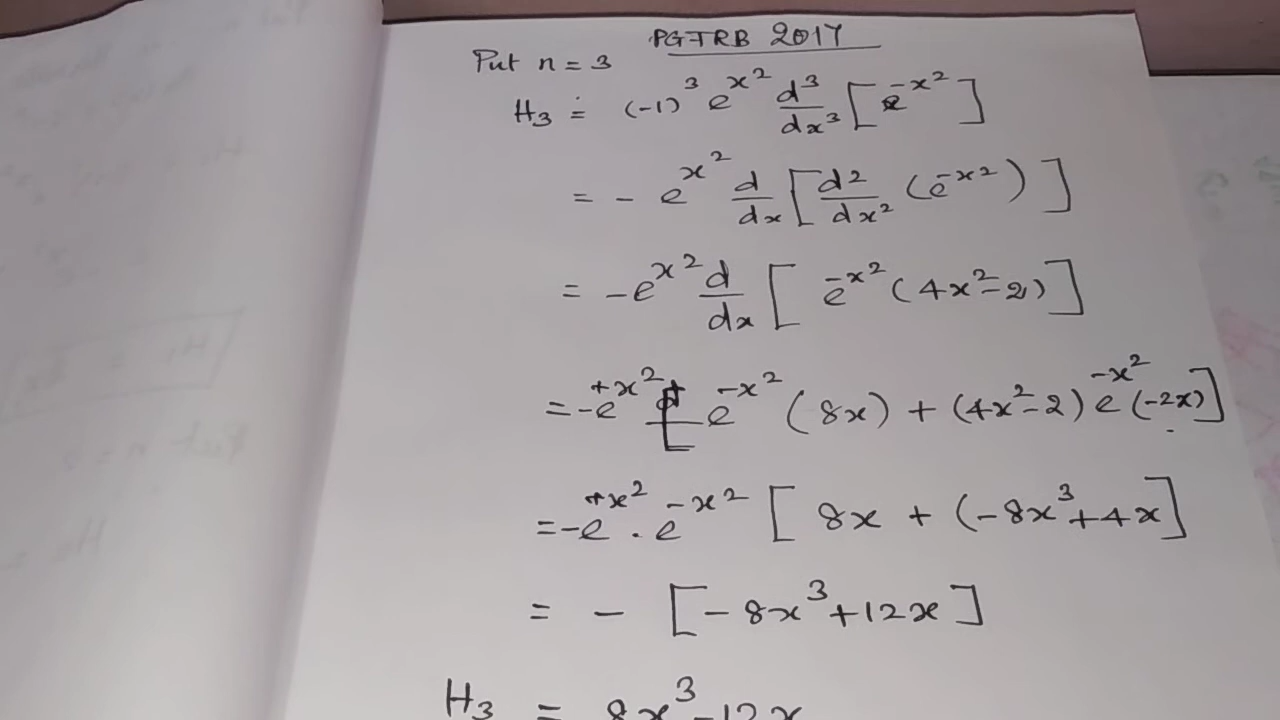 PGTRB 2017
Put n = 3
H₃ = (-1)³ e^{x²} d³/dx³ [e^{-x²}]
= - e^{x²} d/dx [d²/dx² (e^{-x²})]
= -e^{x²} d/dx [e^{-x²} (4x²-2)]
= -e^{+x²} [e^{-x²} (8x) + (4x²-2) e^{-x²} (-2x)]
= -e^{+x²} . e^{-x²} [8x + (-8x³+4x]
= - [-8x³+12x]
H₃ = 8x³-12x